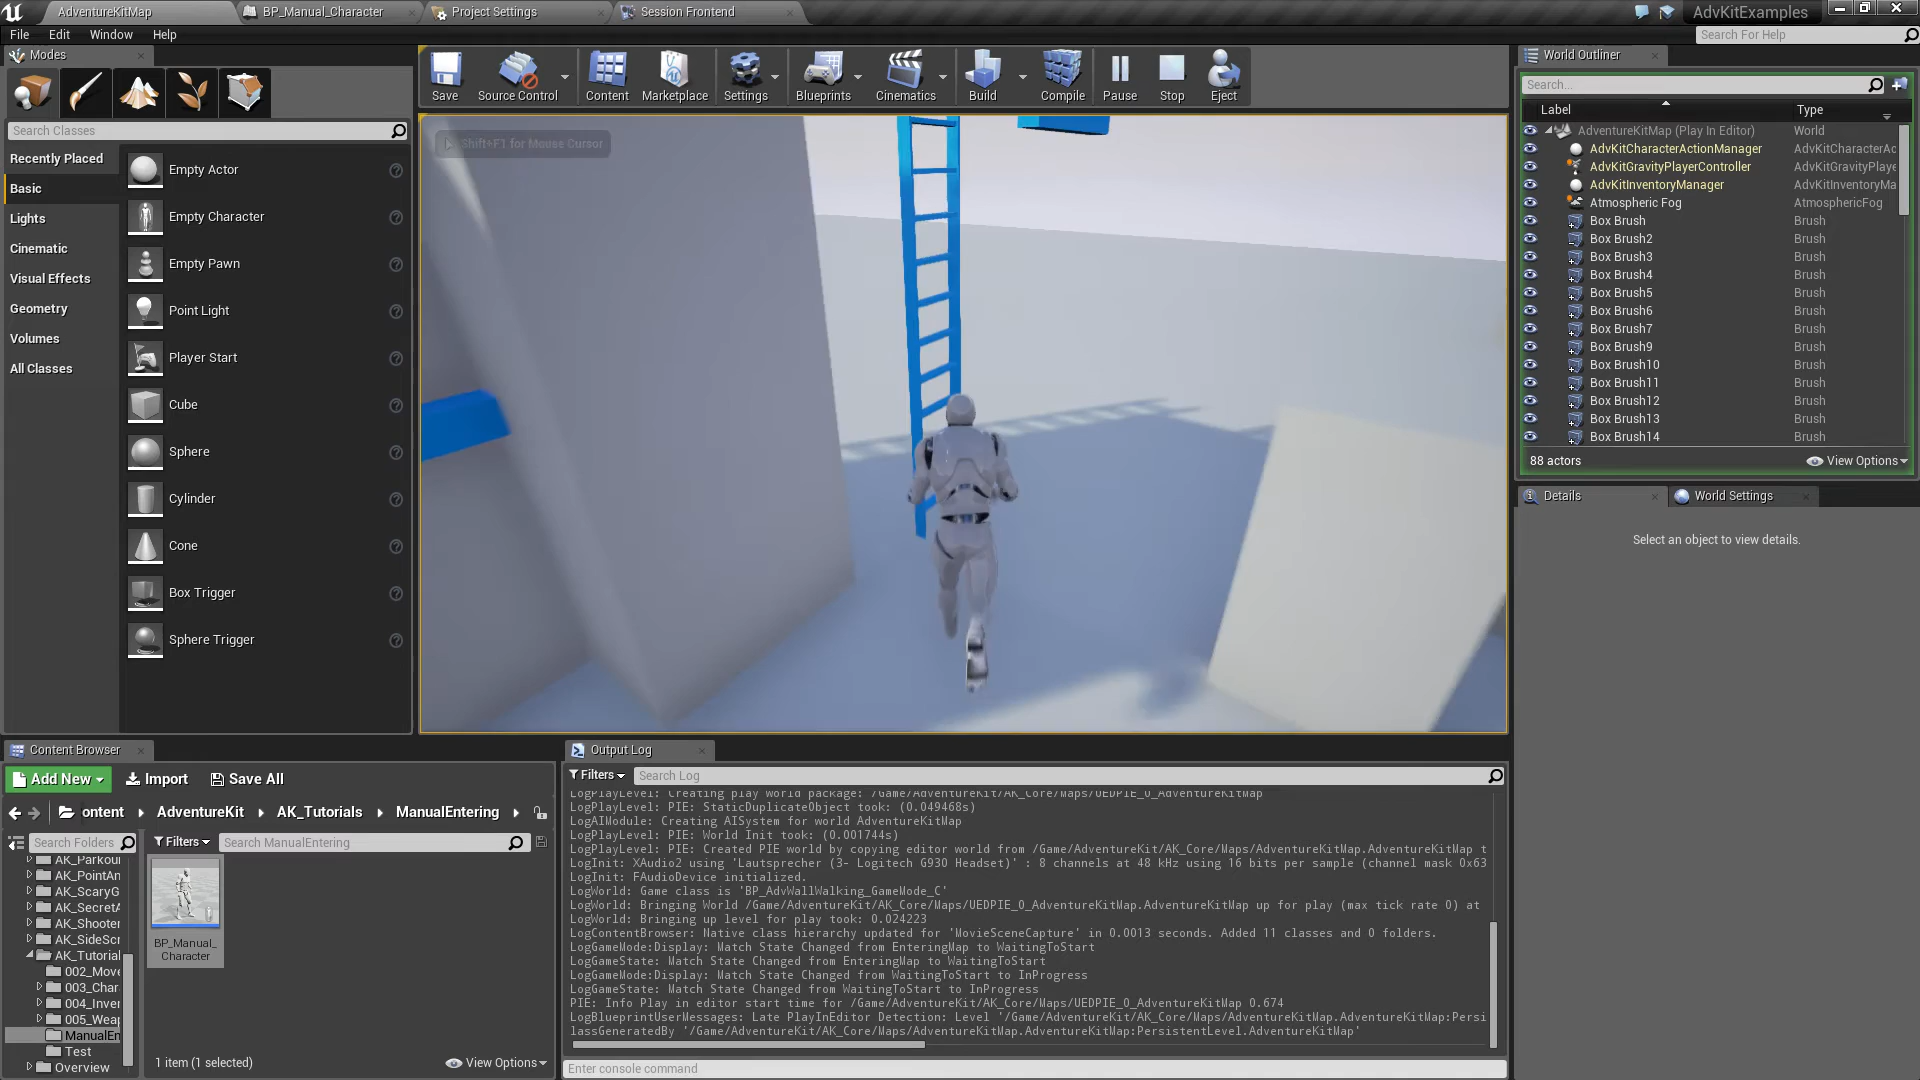 AdventureKitMap
BP_Manual_Character
Project Settings
Session Frontend
AdvKitExamples
File
Edit
Window
Help
Search For Help
Modes
Search Classes
Recently Placed
Basic
Lights
Cinematic
Visual Effects
Geometry
Volumes
All Classes
Empty Actor
Empty Character
Empty Pawn
Point Light
Player Start
Cube
Sphere
Cylinder
Cone
Box Trigger
Sphere Trigger
Save
Source Control
Content
Marketplace
Settings
Blueprints
Cinematics
Build
Compile
Pause
Stop
Eject
Shift+F1 for Mouse Cursor
World Outliner
Search...
Label
Type
AdventureKitMap (Play In Editor)
World
AdvKitCharacterActionManager
AdvKitCharacterAc
AdvKitGravityPlayerController
AdvKitGravityPlaye
AdvKitInventoryManager
AdvKitInventoryMa
Atmospheric Fog
AtmosphericFog
Box Brush
Brush
Box Brush2
Brush
Box Brush3
Brush
Box Brush4
Brush
Box Brush5
Brush
Box Brush6
Brush
Box Brush7
Brush
Box Brush9
Brush
Box Brush10
Brush
Box Brush11
Brush
Box Brush12
Brush
Box Brush13
Brush
Box Brush14
Brush
88 actors
View Options
Details
World Settings
Select an object to view details.
Content Browser
Add New
Import
Save All
ontent
AdventureKit
AK_Tutorials
ManualEntering
Search Folders
Filters
Search ManualEntering
AK_Parkour
AK_PointAn
AK_ScaryG
AK_SecretA
AK_Shooter
AK_SideScr
AK_Tutorial
002_Move
003_Char
004_Inver
005_Weap
ManualEn
Test
Overview
BP_Manual_
Character
1 item (1 selected)
View Options
Output Log
Filters
Search Log
LogPlayLevel: Creating play world package: /Game/AdventureKit/AK_Core/Maps/UEDPIE_0_AdventureKitMap
LogPlayLevel: PIE: StaticDuplicateObject took: (0.049468s)
LogAIModule: Creating AISystem for world AdventureKitMap
LogPlayLevel: PIE: World Init took: (0.001744s)
LogPlayLevel: PIE: Created PIE world by copying editor world from /Game/AdventureKit/AK_Core/Maps/AdventureKitMap.AdventureKitMap t
LogInit: XAudio2 using 'Lautsprecher (3- Logitech G930 Headset)' : 8 channels at 48 kHz using 16 bits per sample (channel mask 0x63
LogInit: FAudioDevice initialized.
LogWorld: Game class is 'BP_AdvWallWalking_GameMode_C'
LogWorld: Bringing World /Game/AdventureKit/AK_Core/Maps/UEDPIE_0_AdventureKitMap.AdventureKitMap up for play (max tick rate 0) at
LogWorld: Bringing up level for play took: 0.024223
LogContentBrowser: Native class hierarchy updated for 'MovieSceneCapture' in 0.0013 seconds. Added 11 classes and 0 folders.
LogGameMode:Display: Match State Changed from EnteringMap to WaitingToStart
LogGameState: Match State Changed from EnteringMap to WaitingToStart
LogGameMode:Display: Match State Changed from WaitingToStart to InProgress
LogGameState: Match State Changed from WaitingToStart to InProgress
PIE: Info Play in editor start time for /Game/AdventureKit/AK_Core/Maps/UEDPIE_0_AdventureKitMap 0.674
LogBlueprintUserMessages: Late PlayInEditor Detection: Level '/Game/AdventureKit/AK_Core/Maps/AdventureKitMap.AdventureKitMap:Persi
lassGeneratedBy '/Game/AdventureKit/AK_Core/Maps/AdventureKitMap.AdventureKitMap:PersistentLevel.AdventureKitMap'
Enter console command